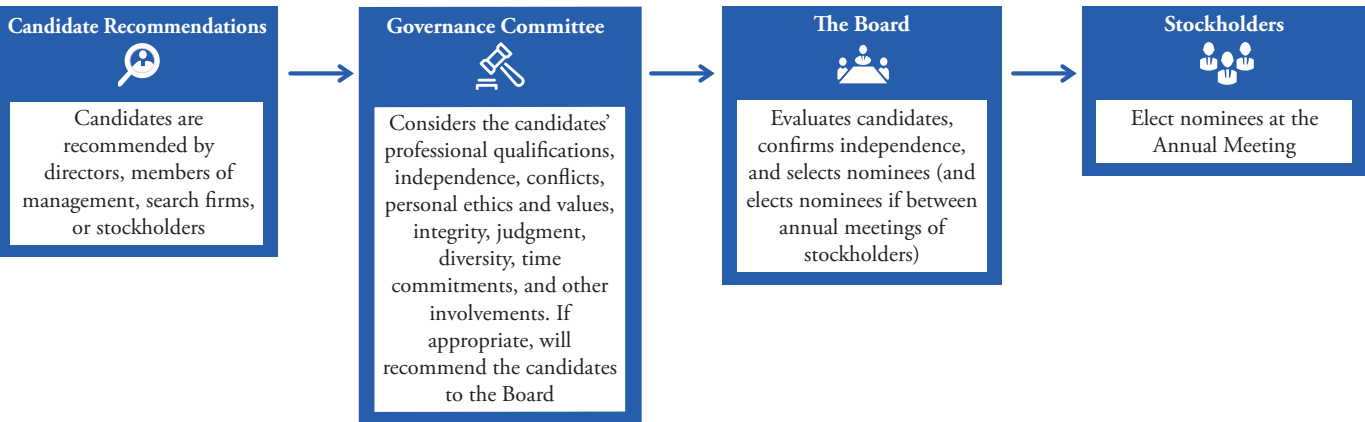 Candidate Recommendations
Candidates are
recommended by
directors, members of
management, search firms,
or stockholders
Governance Committee
Considers the candidates’
professional qualifications,
independence, conflicts,
personal ethics and values,
integrity, judgment,
diversity, time
commitments, and other
involvements. If
appropriate, will
recommend the candidates
to the Board
The Board
Evaluates candidates,
confirms independence,
and selects nominees (and
elects nominees if between
annual meetings of
stockholders)
Stockholders
Elect nominees at the
Annual Meeting